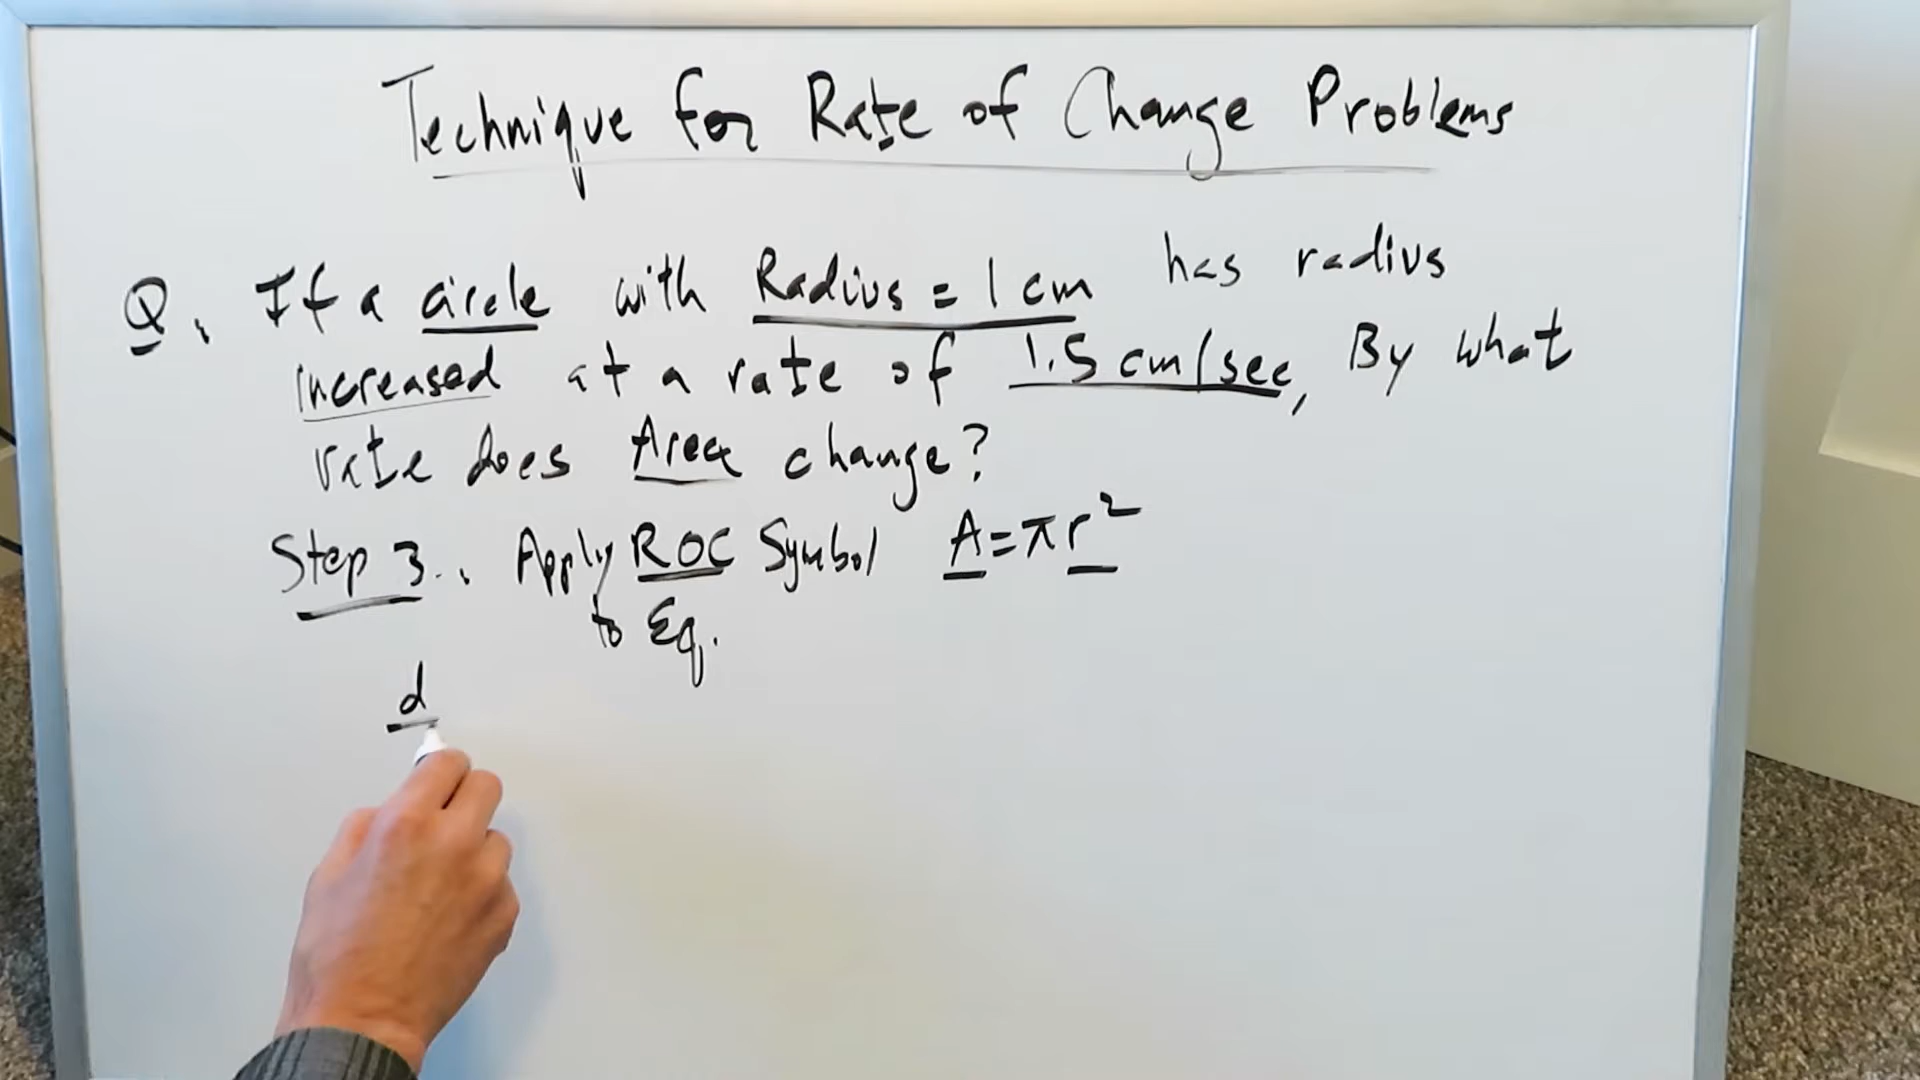 Technique for Rate of Change Problems
Q. If a circle with Radius = 1 cm has radius
increased at a rate of 1.5 cm/sec, By what
rate does Area change?
Step 3.. Apply ROC Symbol A = πr²
to Eq.
d